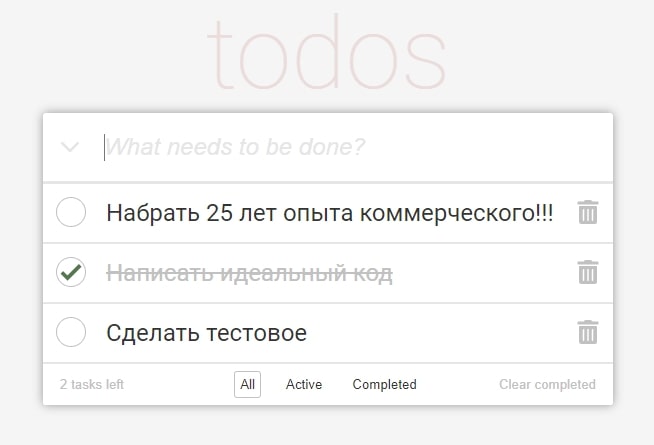 todos
What needs to be done?
Набрать 25 лет опыта коммерческого!!!
Написать идеальный код
Сделать тестовое
2 tasks left All Active Completed Clear completed